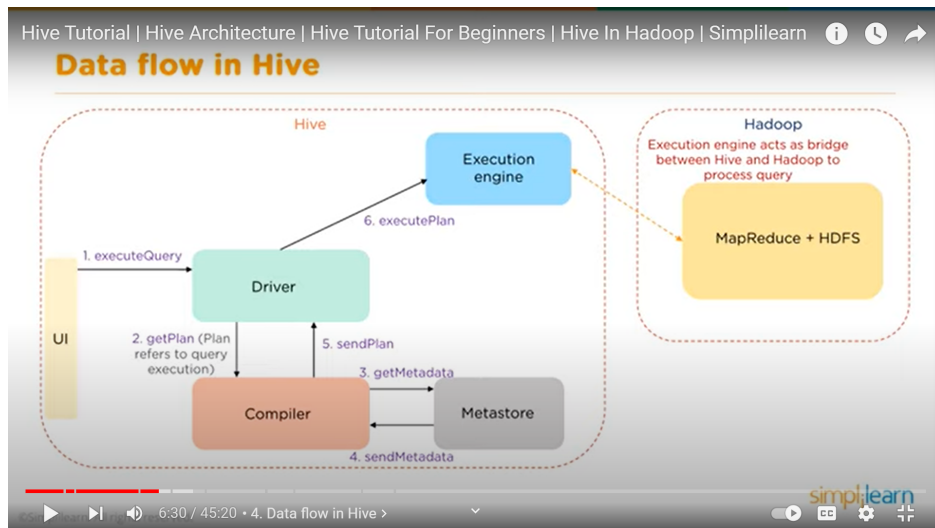 Hive Tutorial | Hive Architecture | Hive Tutorial For Beginners | Hive In Hadoop | Simplilearn
Data flow in Hive
Hive
Hadoop
Execution engine acts as bridge
between Hive and Hadoop to
process query
Execution
engine
6. executePlan
MapReduce + HDFS
1. executeQuery
Driver
UI
2. getPlan (Plan
refers to query
execution)
5. sendPlan
3. getMetadata
Compiler
Metastore
4. sendMetadata
simplilearn
6:30 / 45:20 • 4. Data flow in Hive >
CC